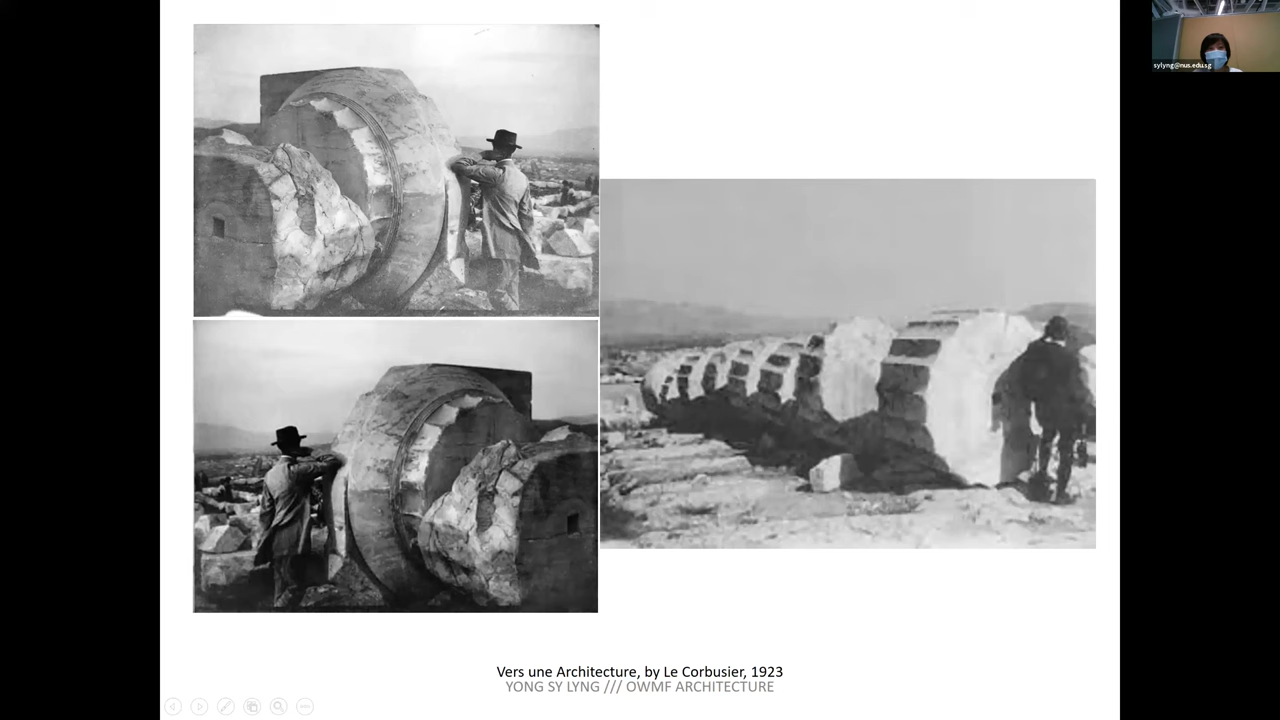 sylyng@nus.edu.sg
Vers une Architecture, by Le Corbusier, 1923
YONG SY LYNG /// OWMF ARCHITECTURE